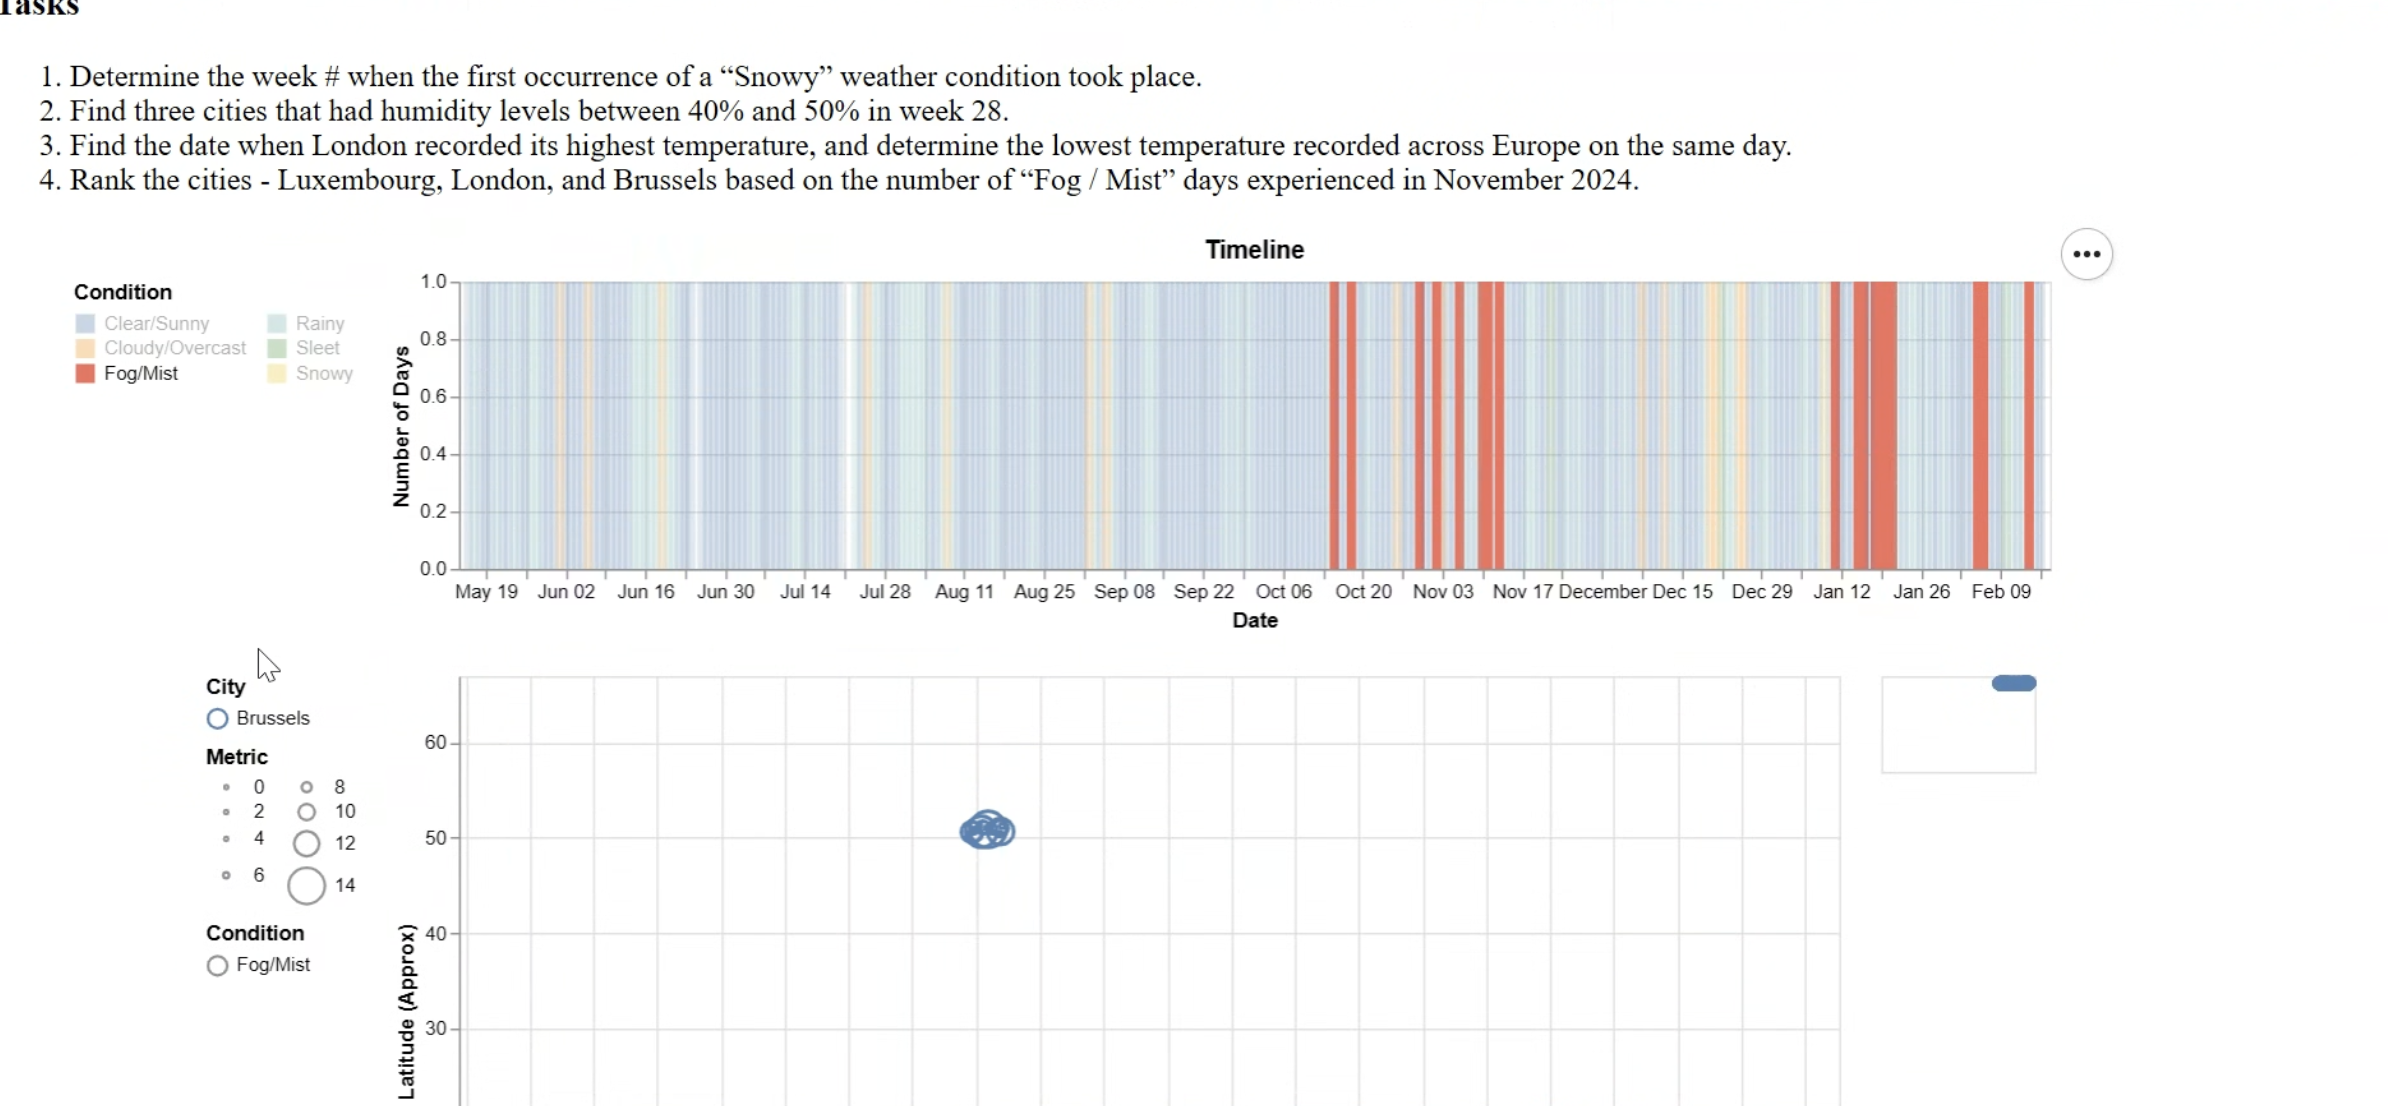 Tasks
1. Determine the week # when the first occurrence of a “Snowy” weather condition took place.
2. Find three cities that had humidity levels between 40% and 50% in week 28.
3. Find the date when London recorded its highest temperature, and determine the lowest temperature recorded across Europe on the same day.
4. Rank the cities - Luxembourg, London, and Brussels based on the number of “Fog / Mist” days experienced in November 2024.
Timeline
Condition
Clear/Sunny Rainy
Cloudy/Overcast Sleet
Fog/Mist Snowy
Number of Days
1.0
0.8
0.6
0.4
0.2
0.0
May 19 Jun 02 Jun 16 Jun 30 Jul 14 Jul 28 Aug 11 Aug 25 Sep 08 Sep 22 Oct 06 Oct 20 Nov 03 Nov 17 December Dec 15 Dec 29 Jan 12 Jan 26 Feb 09
Date
City
Brussels
Metric
0 8
2 10
4 12
6 14
Condition
Fog/Mist
Latitude (Approx)
60
50
40
30